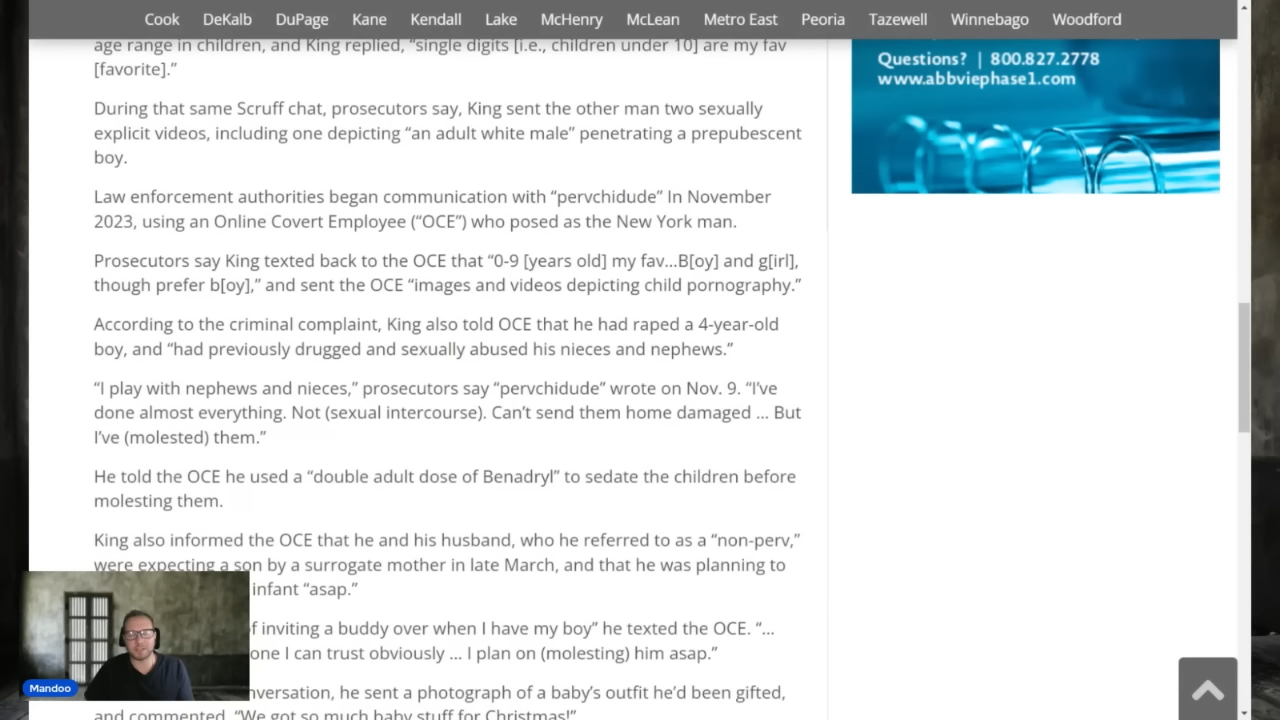 Cook DeKalb DuPage Kane Kendall Lake McHenry McLean Metro East Peoria Tazewell Winnebago Woodford
age range in children, and King replied, “single digits [i.e., children under 10] are my fav
[favorite].”
During that same Scruff chat, prosecutors say, King sent the other man two sexually
explicit videos, including one depicting “an adult white male” penetrating a prepubescent
boy.
Law enforcement authorities began communication with “pervchidude” In November
2023, using an Online Covert Employee (“OCE”) who posed as the New York man.
Prosecutors say King texted back to the OCE that “0-9 [years old] my fav...B[oy] and g[irl],
though prefer b[oy],” and sent the OCE “images and videos depicting child pornography.”
According to the criminal complaint, King also told OCE that he had raped a 4-year-old
boy, and “had previously drugged and sexually abused his nieces and nephews.”
“I play with nephews and nieces,” prosecutors say “pervchidude” wrote on Nov. 9. “I’ve
done almost everything. Not (sexual intercourse). Can’t send them home damaged ... But
I’ve (molested) them.”
He told the OCE he used a “double adult dose of Benadryl” to sedate the children before
molesting them.
King also informed the OCE that he and his husband, who he referred to as a “non-perv,”
were expecting a son by a surrogate mother in late March, and that he was planning to
infant “asap.”
of inviting a buddy over when I have my boy” he texted the OCE. “...
one I can trust obviously ... I plan on (molesting) him asap.”
nversation, he sent a photograph of a baby’s outfit he’d been gifted,
and commented, “We got so much baby stuff for Christmas!”
Questions? | 800.827.2778
www.abbviephase1.com
Mandoo